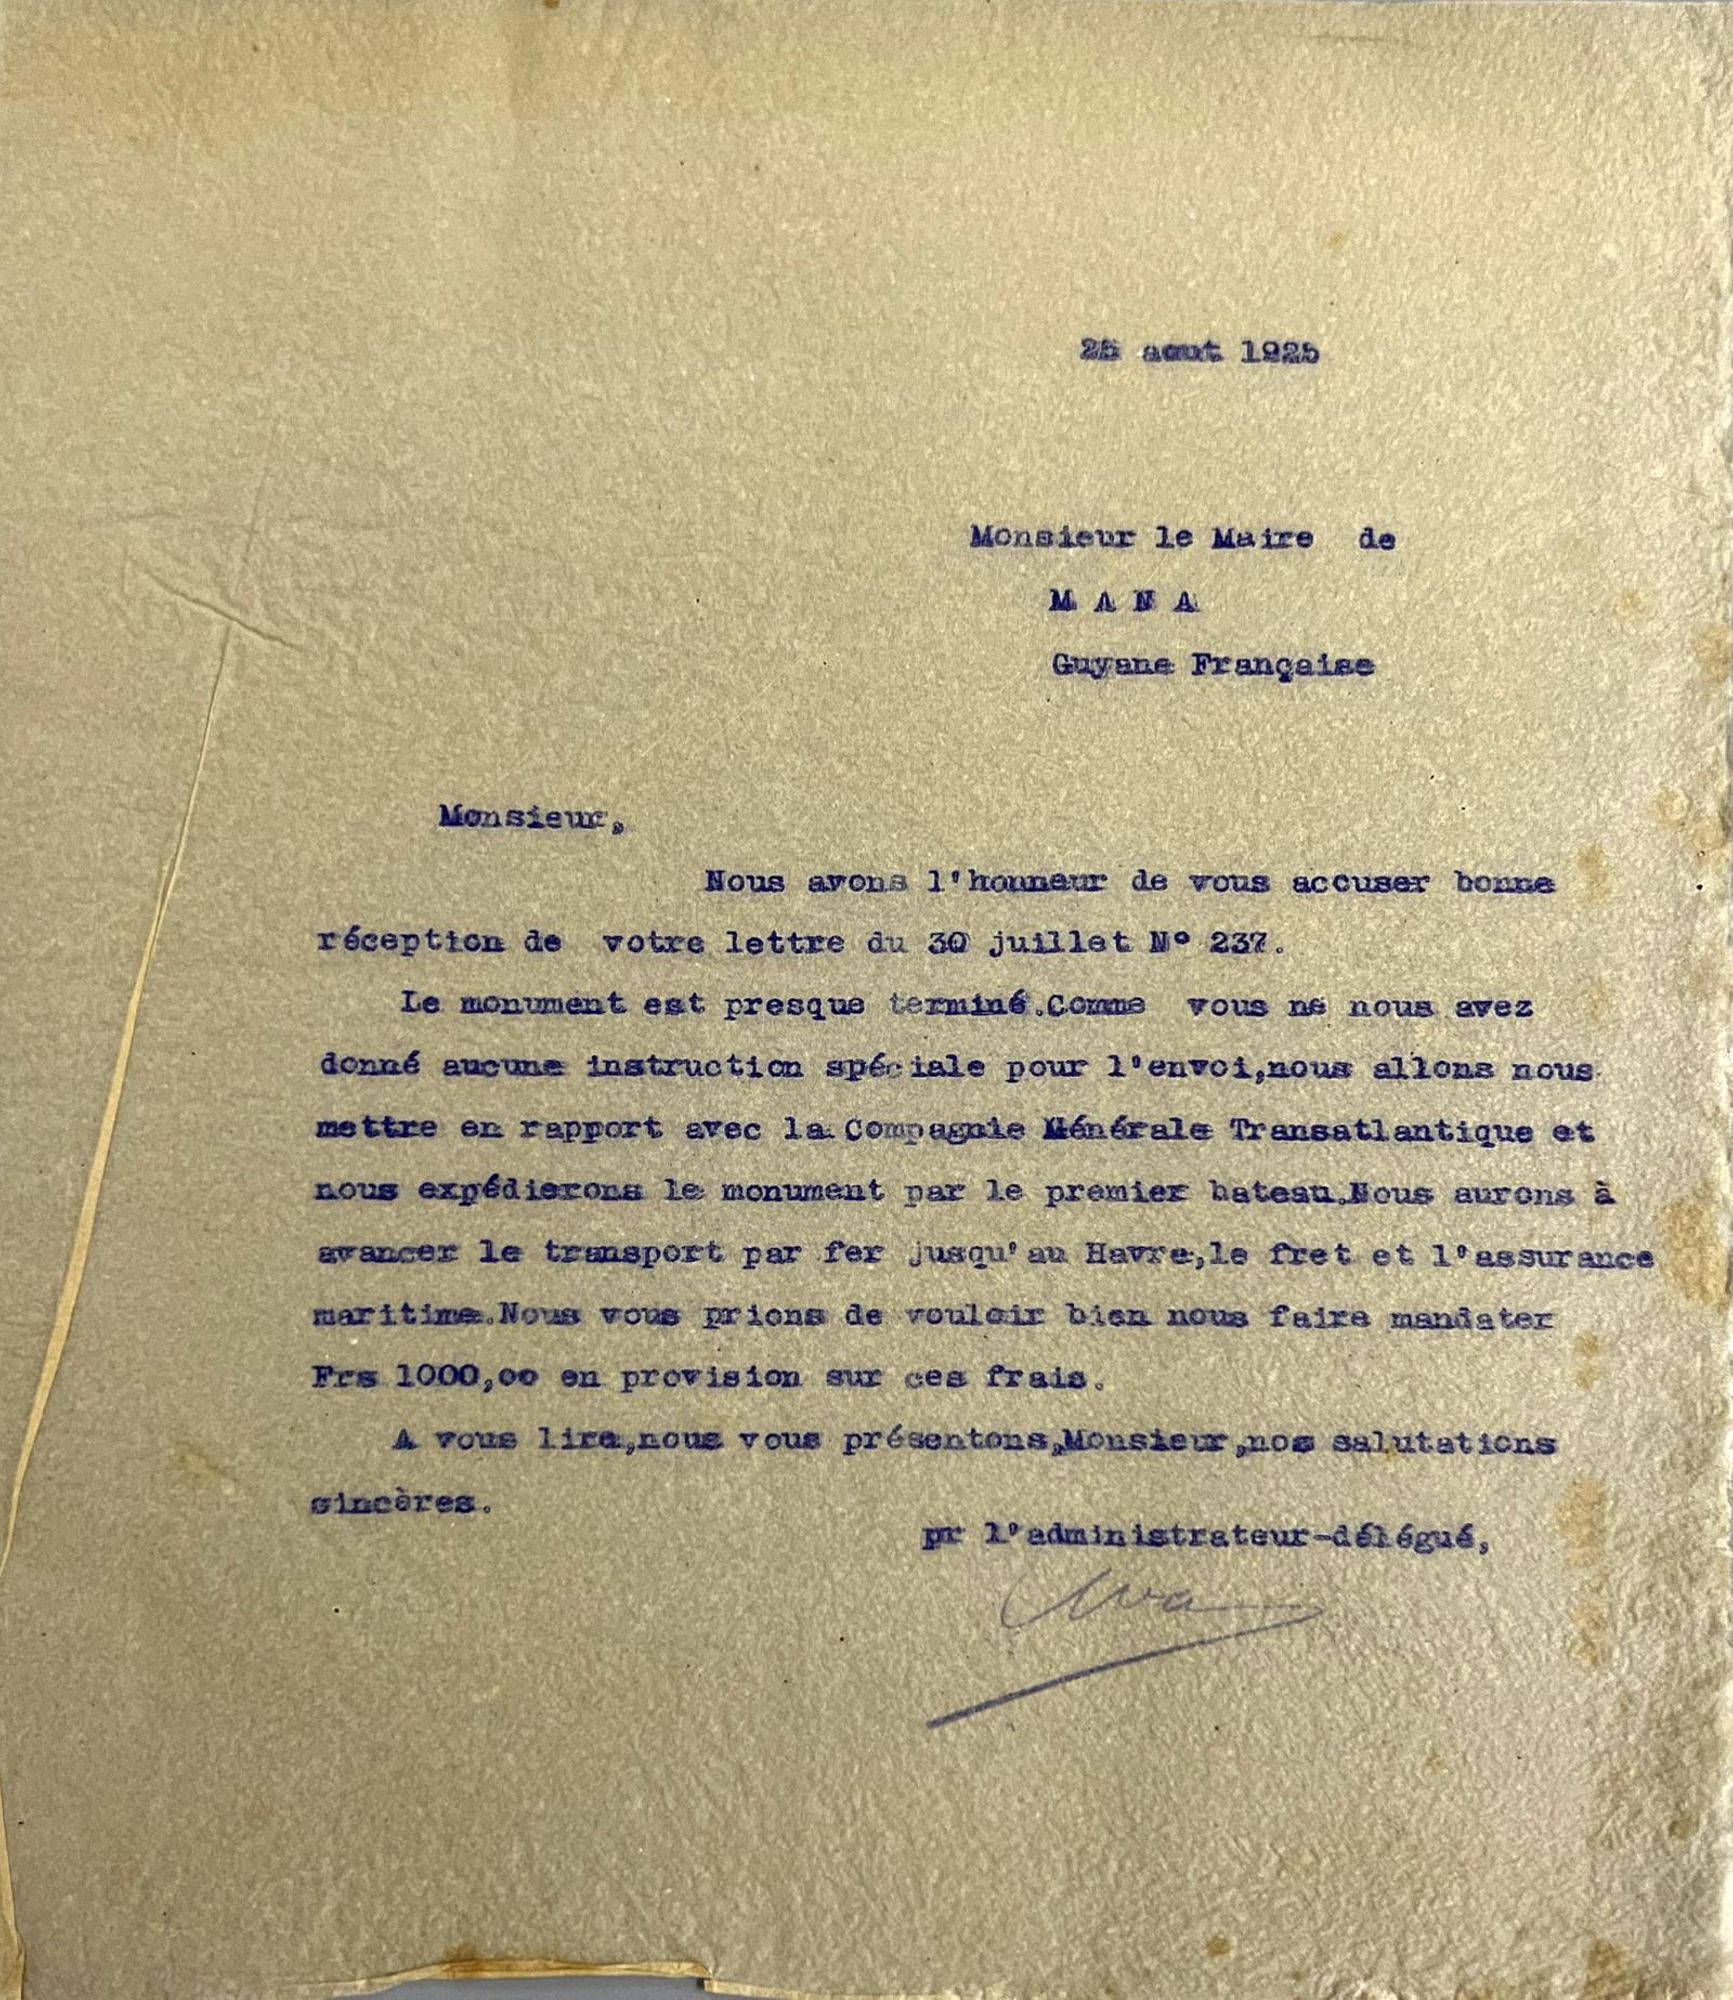 25 aout 1925
Monsieur le Maire de
M A N A
Guyane Française
Monsieur,
Nous avons l'honneur de vous accuser bonne
réception de votre lettre du 30 juillet N° 237.
Le monument est presque terminé.Comme vous ne nous avez
donné aucune instruction spéciale pour l'envoi,nous allons nous
mettre en rapport avec la Compagnie Générale Transatlantique et
nous expédierons le monument par le premier bateau.Nous aurons à
avancer le transport par fer jusqu'au Havre,le fret et l'assurance
maritime.Nous vous prions de vouloir bien nous faire mandater
Frs 1000,oo en provision sur ces frais.
A vous lire,nous vous présentons,Monsieur,nos salutations
sincères.
pr l'administrateur-délégué,